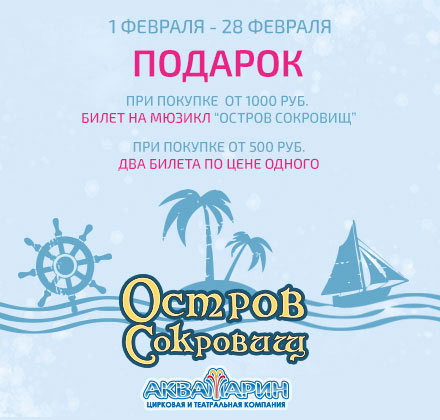 1 ФЕВРАЛЯ - 28 ФЕВРАЛЯ
ПОДАРОК
ПРИ ПОКУПКЕ ОТ 1000 РУБ.
БИЛЕТ НА МЮЗИКЛ "ОСТРОВ СОКРОВИЩ"
ПРИ ПОКУПКЕ ОТ 500 РУБ.
ДВА БИЛЕТА ПО ЦЕНЕ ОДНОГО
ОСТРОВ
СОКРОВИЩ
АКВАМАРИН
ЦИРКОВАЯ И ТЕАТРАЛЬНАЯ КОМПАНИЯ